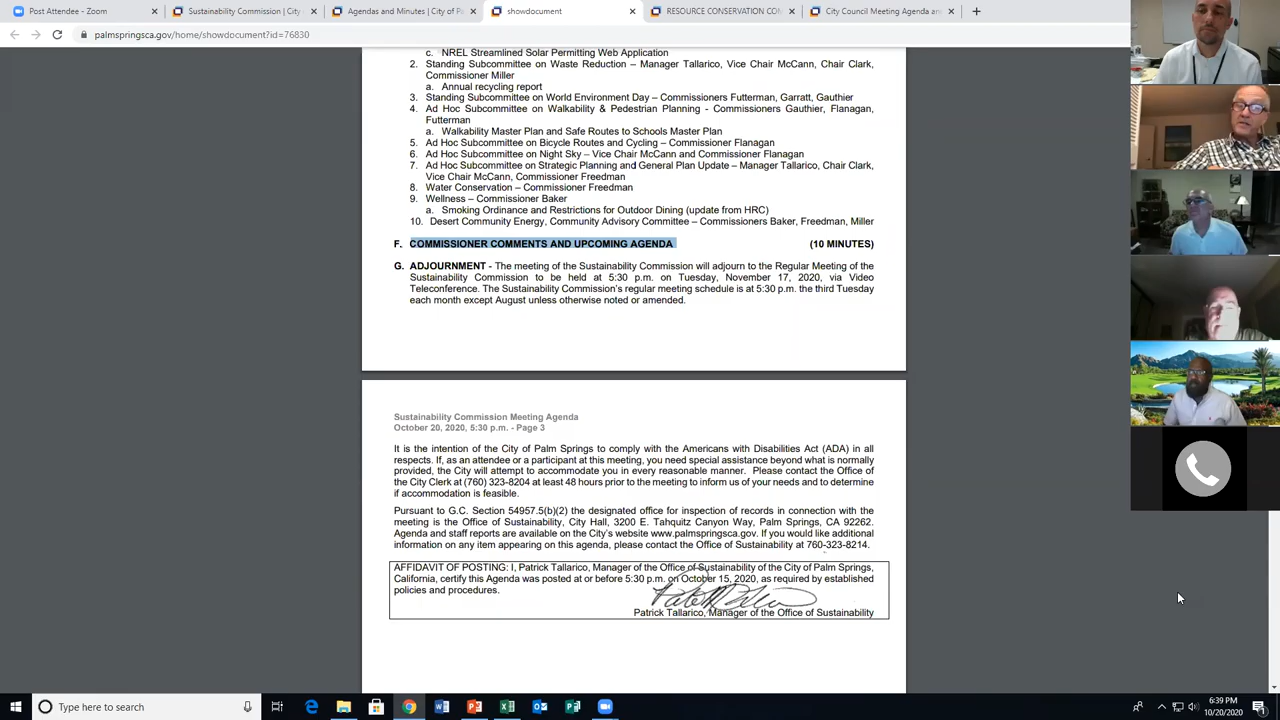 Post Attendee - Zoom
Sustainability Commission | City
Agendas and Minutes | City of Pa
showdocument
RESOURCE CONSERVATION COM
City Council Meeting Agenda an
palmspringsca.gov/home/showdocument?id=76830
c. NREL Streamlined Solar Permitting Web Application
2. Standing Subcommittee on Waste Reduction – Manager Tallarico, Vice Chair McCann, Chair Clark,
Commissioner Miller
a. Annual recycling report
3. Standing Subcommittee on World Environment Day – Commissioners Futterman, Garratt, Gauthier
4. Ad Hoc Subcommittee on Walkability & Pedestrian Planning - Commissioners Gauthier, Flanagan,
Futterman
a. Walkability Master Plan and Safe Routes to Schools Master Plan
5. Ad Hoc Subcommittee on Bicycle Routes and Cycling – Commissioner Flanagan
6. Ad Hoc Subcommittee on Night Sky – Vice Chair McCann and Commissioner Flanagan
7. Ad Hoc Subcommittee on Strategic Planning and General Plan Update – Manager Tallarico, Chair Clark,
Vice Chair McCann, Commissioner Freedman
8. Water Conservation – Commissioner Freedman
9. Wellness – Commissioner Baker
a. Smoking Ordinance and Restrictions for Outdoor Dining (update from HRC)
10. Desert Community Energy, Community Advisory Committee – Commissioners Baker, Freedman, Miller
F. COMMISSIONER COMMENTS AND UPCOMING AGENDA (10 MINUTES)
G. ADJOURNMENT - The meeting of the Sustainability Commission will adjourn to the Regular Meeting of the
Sustainability Commission to be held at 5:30 p.m. on Tuesday, November 17, 2020, via Video
Teleconference. The Sustainability Commission's regular meeting schedule is at 5:30 p.m. the third Tuesday
each month except August unless otherwise noted or amended.
Sustainability Commission Meeting Agenda
October 20, 2020, 5:30 p.m. - Page 3
It is the intention of the City of Palm Springs to comply with the Americans with Disabilities Act (ADA) in all
respects. If, as an attendee or a participant at this meeting, you need special assistance beyond what is normally
provided, the City will attempt to accommodate you in every reasonable manner. Please contact the Office of
the City Clerk at (760) 323-8204 at least 48 hours prior to the meeting to inform us of your needs and to determine
if accommodation is feasible.
Pursuant to G.C. Section 54957.5(b)(2) the designated office for inspection of records in connection with the
meeting is the Office of Sustainability, City Hall, 3200 E. Tahquitz Canyon Way, Palm Springs, CA 92262.
Agenda and staff reports are available on the City's website www.palmspringsca.gov. If you would like additional
information on any item appearing on this agenda, please contact the Office of Sustainability at 760-323-8214.
AFFIDAVIT OF POSTING: I, Patrick Tallarico, Manager of the Office of Sustainability of the City of Palm Springs,
California, certify this Agenda was posted at or before 5:30 p.m. on October 15, 2020, as required by established
policies and procedures.
Patrick Tallarico, Manager of the Office of Sustainability
Type here to search
6:39 PM
10/20/2020